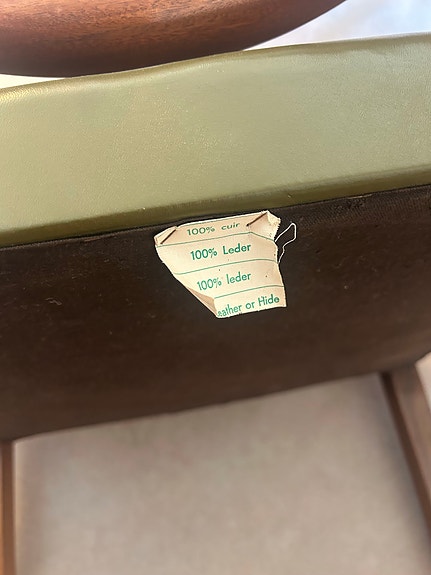 100% cuir
100% Leder
100% leder
eather or Hide